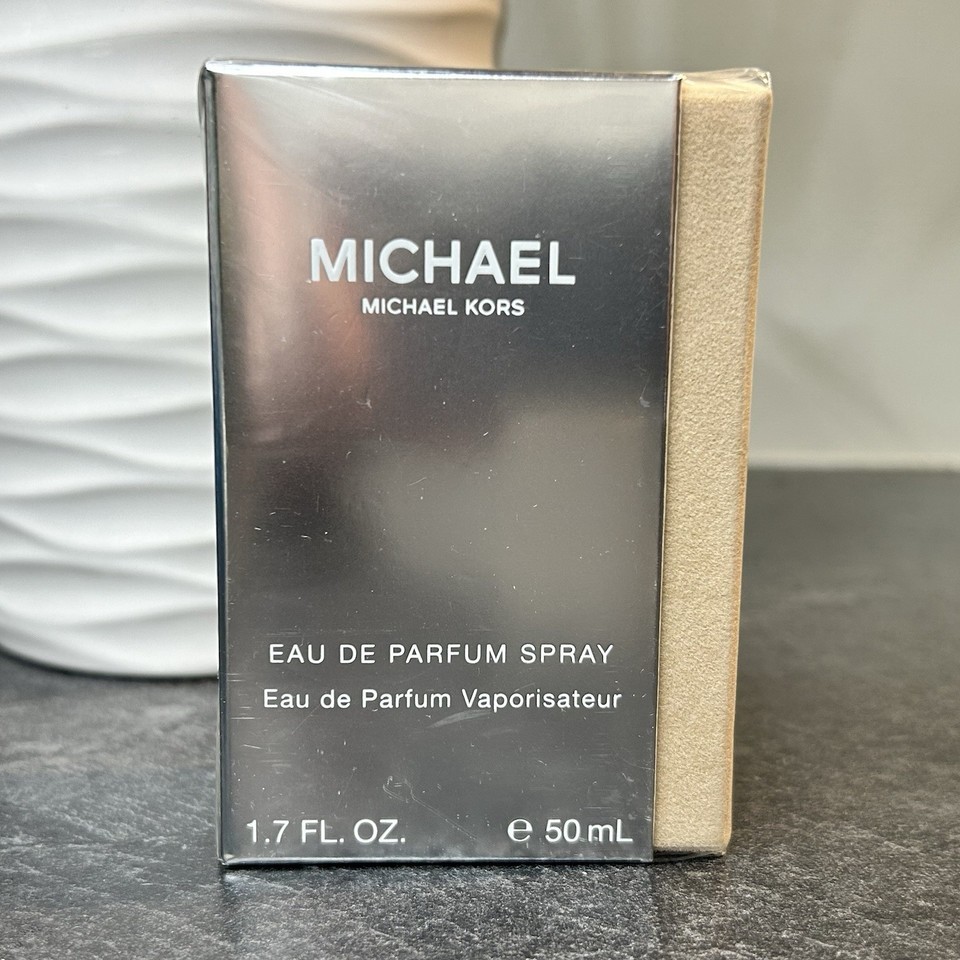 MICHAEL
MICHAEL KORS
EAU DE PARFUM SPRAY
Eau de Parfum Vaporisateur
1.7 FL. OZ. ℮ 50 mL